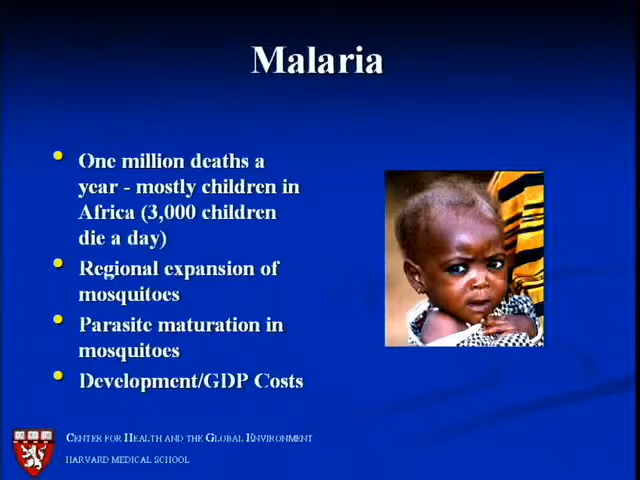 Malaria
One million deaths a
year - mostly children in
Africa (3,000 children
die a day)
Regional expansion of
mosquitoes
Parasite maturation in
mosquitoes
Development/GDP Costs
CENTER FOR HEALTH AND THE GLOBAL ENVIRONMENT
HARVARD MEDICAL SCHOOL